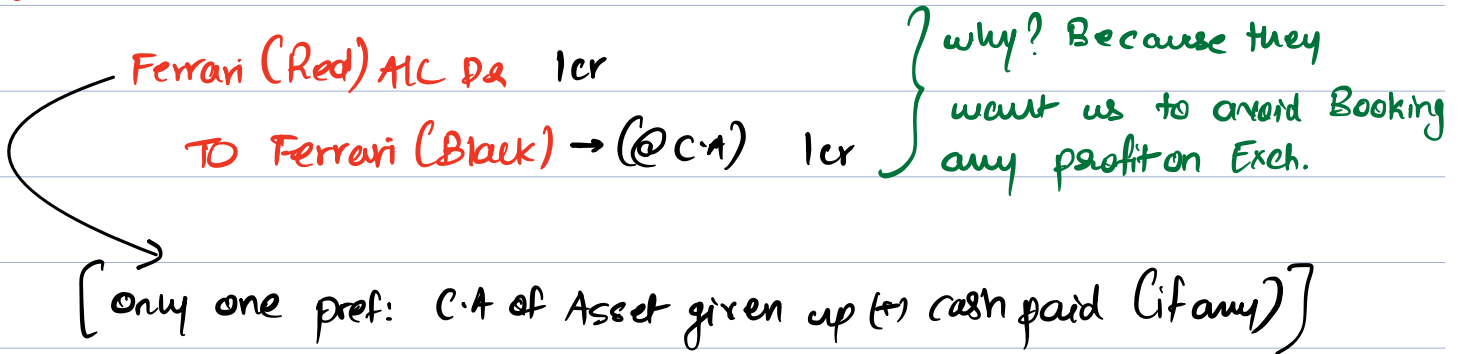 Ferrari (Red) A/C DR 1cr
TO Ferrari (Black) → (@ C.A) 1cr
why? Because they
want us to avoid Booking
any profit on Exch.
[only one pref: C.A of Asset given up (+) cash paid (if any)]